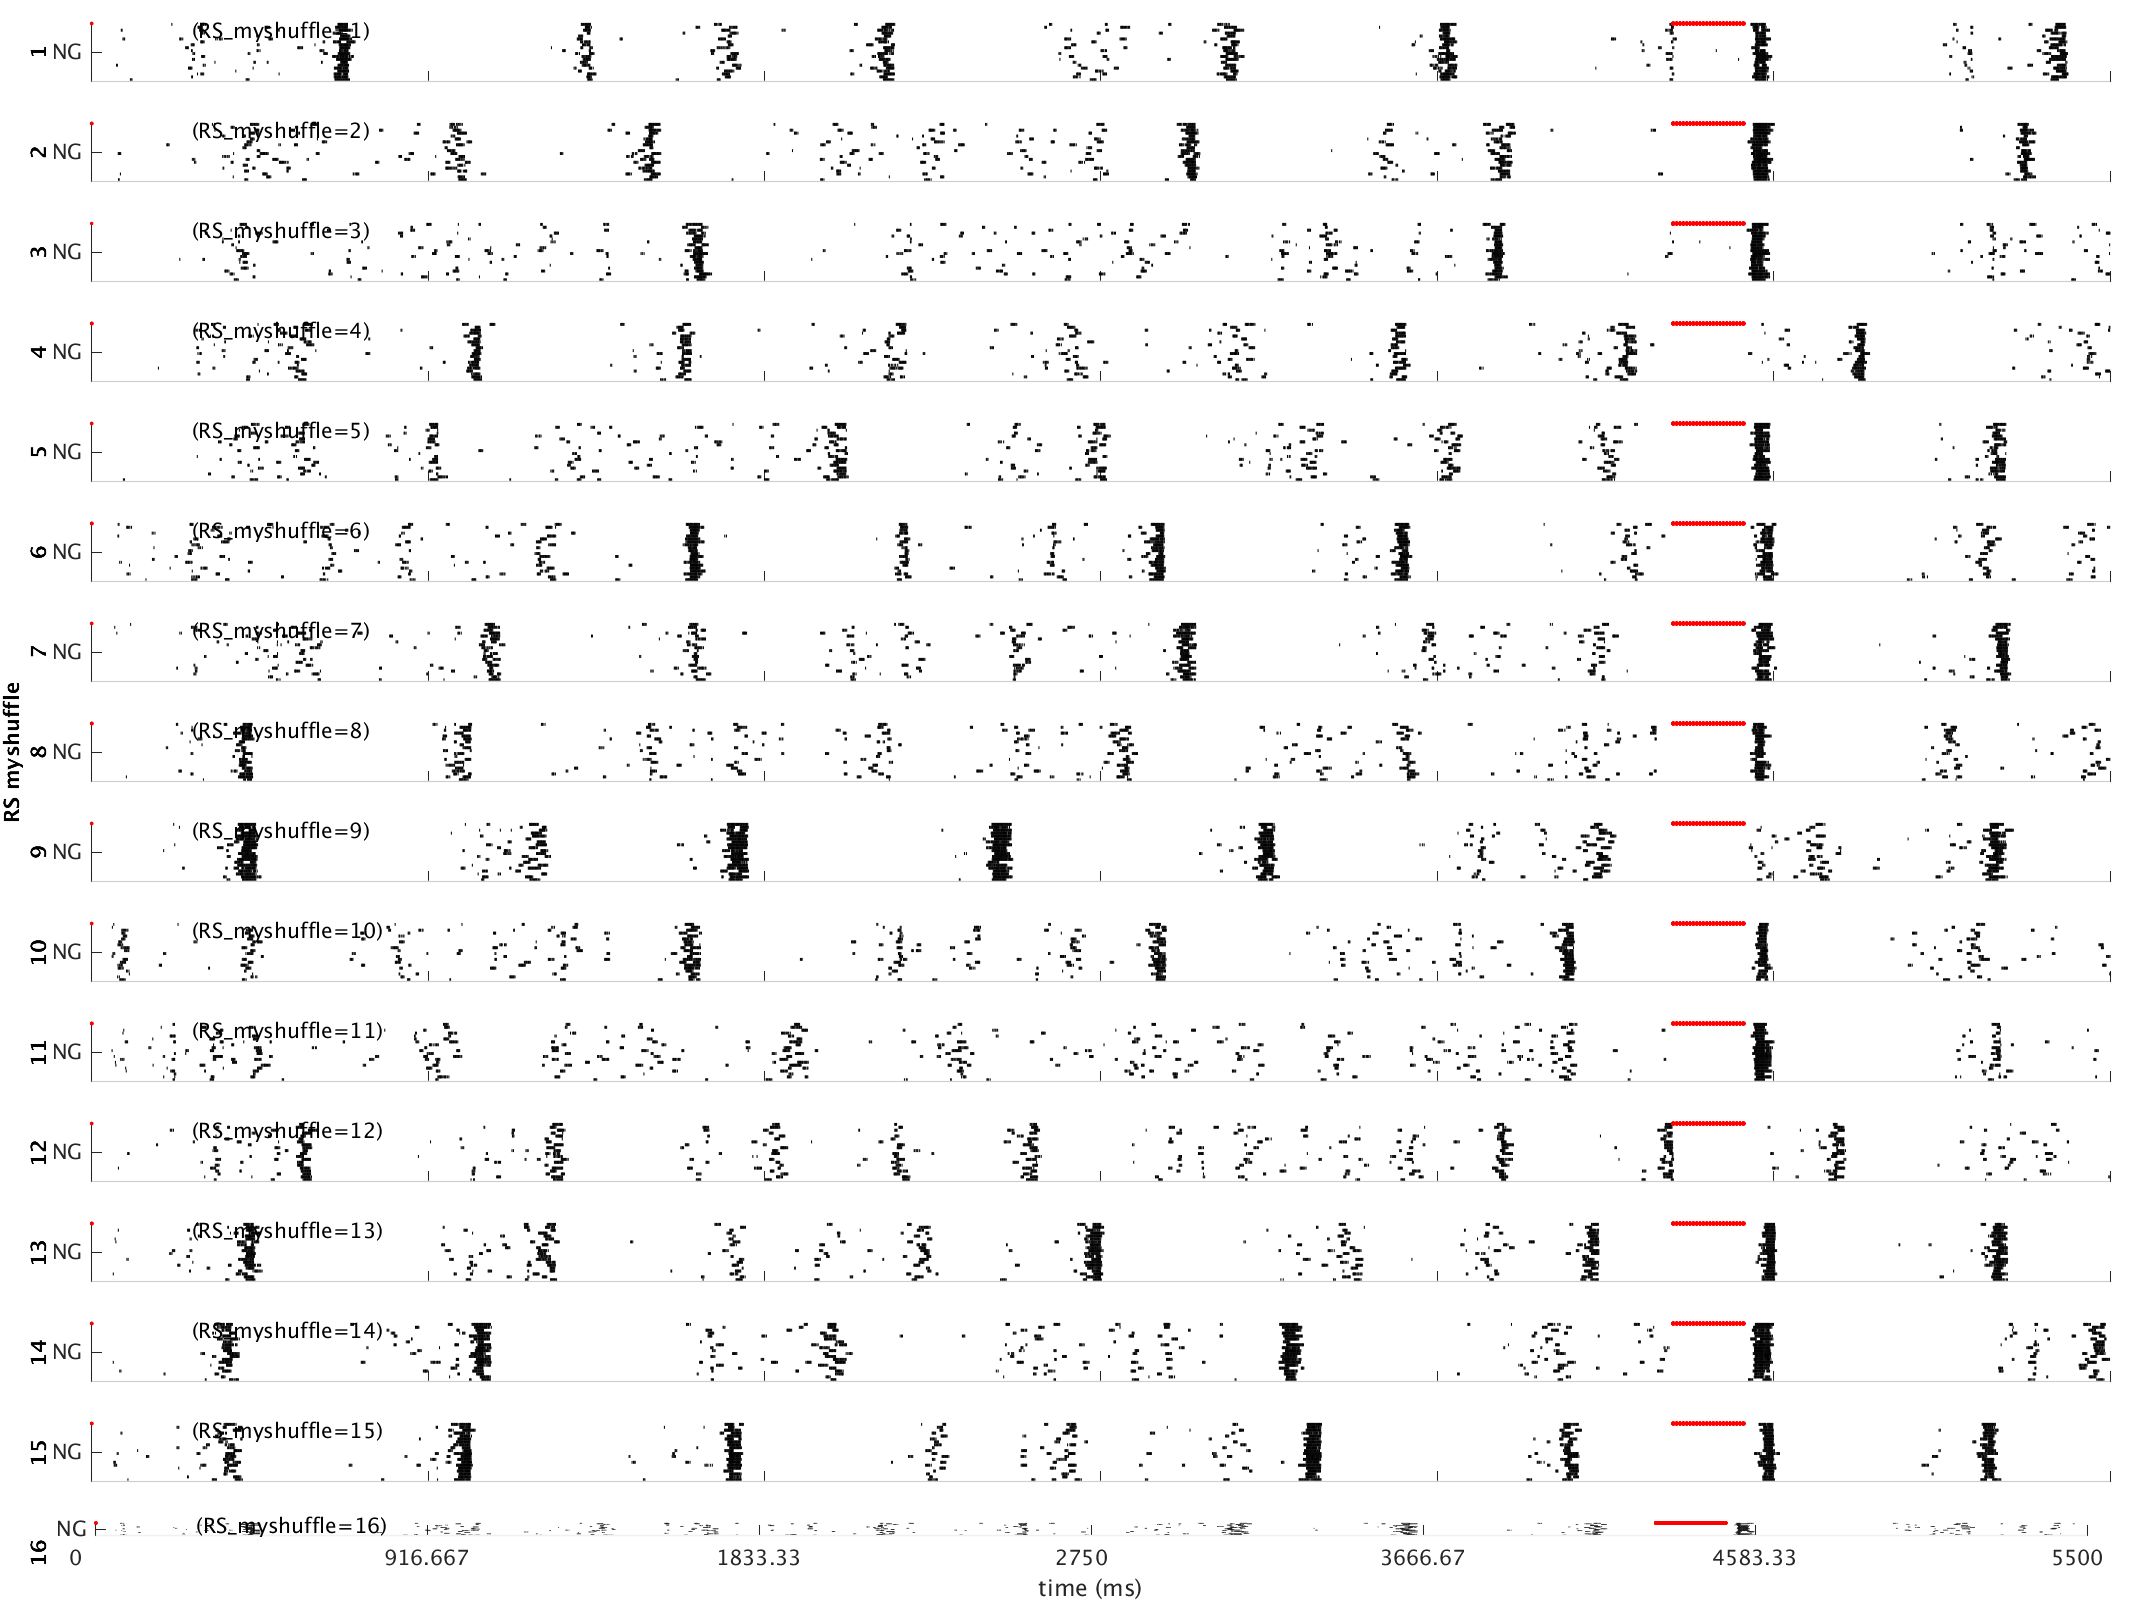 RS myshuffle
1 NG (RS_myshuffle=1)
2 NG (RS_myshuffle=2)
3 NG (RS_myshuffle=3)
4 NG (RS_myshuffle=4)
5 NG (RS_myshuffle=5)
6 NG (RS_myshuffle=6)
7 NG (RS_myshuffle=7)
8 NG (RS_myshuffle=8)
9 NG (RS_myshuffle=9)
10 NG (RS_myshuffle=10)
11 NG (RS_myshuffle=11)
12 NG (RS_myshuffle=12)
13 NG (RS_myshuffle=13)
14 NG (RS_myshuffle=14)
15 NG (RS_myshuffle=15)
16 NG (RS_myshuffle=16)
0 916.667 1833.33 2750 3666.67 4583.33 5500
time (ms)